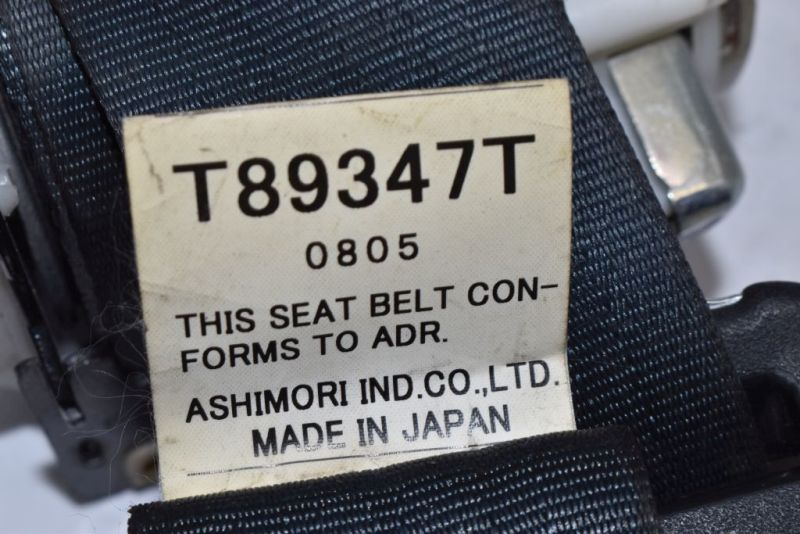 T89347T
0805
THIS SEAT BELT CON-
FORMS TO ADR.
ASHIMORI IND.CO.,LTD.
MADE IN JAPAN